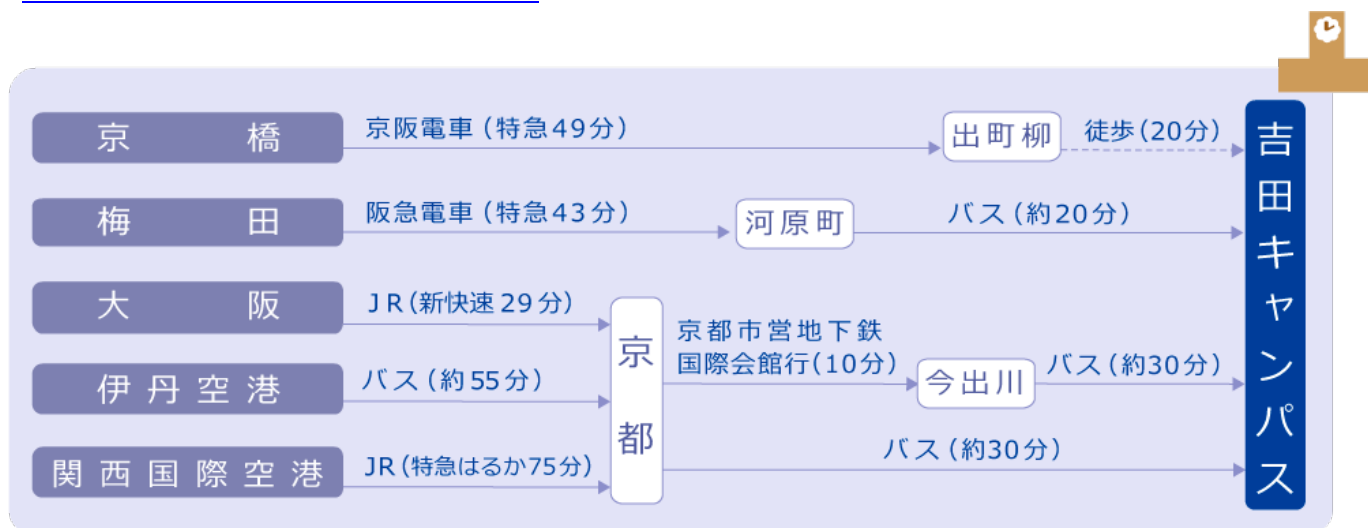 京橋
京阪電車(特急49分)
出町柳
徒歩(20分)
梅田
阪急電車(特急43分)
河原町
バス(約20分)
大阪
JR(新快速29分)
伊丹空港
バス(約55分)
関西国際空港
JR(特急はるか75分)
京都
京都市営地下鉄
国際会館行(10分)
今出川
バス(約30分)
バス(約30分)
吉田キャンパス